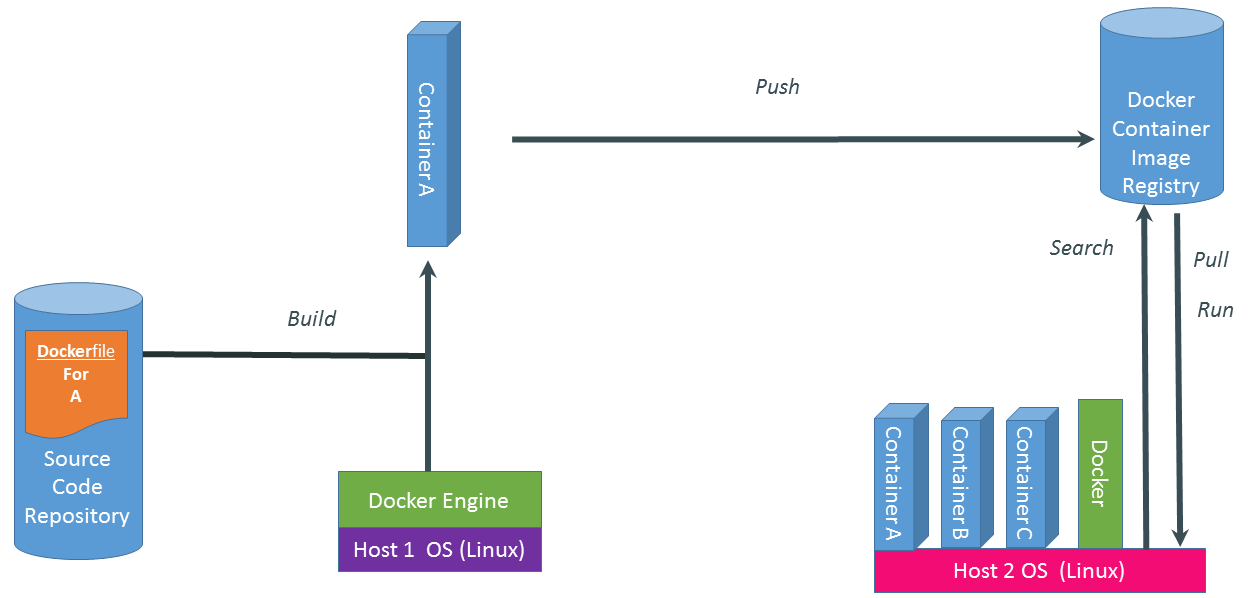 Container A
Push
Docker
Container
Image
Registry
Search
Pull
Run
Build
Dockerfile
For
A
Source
Code
Repository
Docker Engine
Host 1 OS (Linux)
Container A
Container B
Container C
Docker
Host 2 OS (Linux)